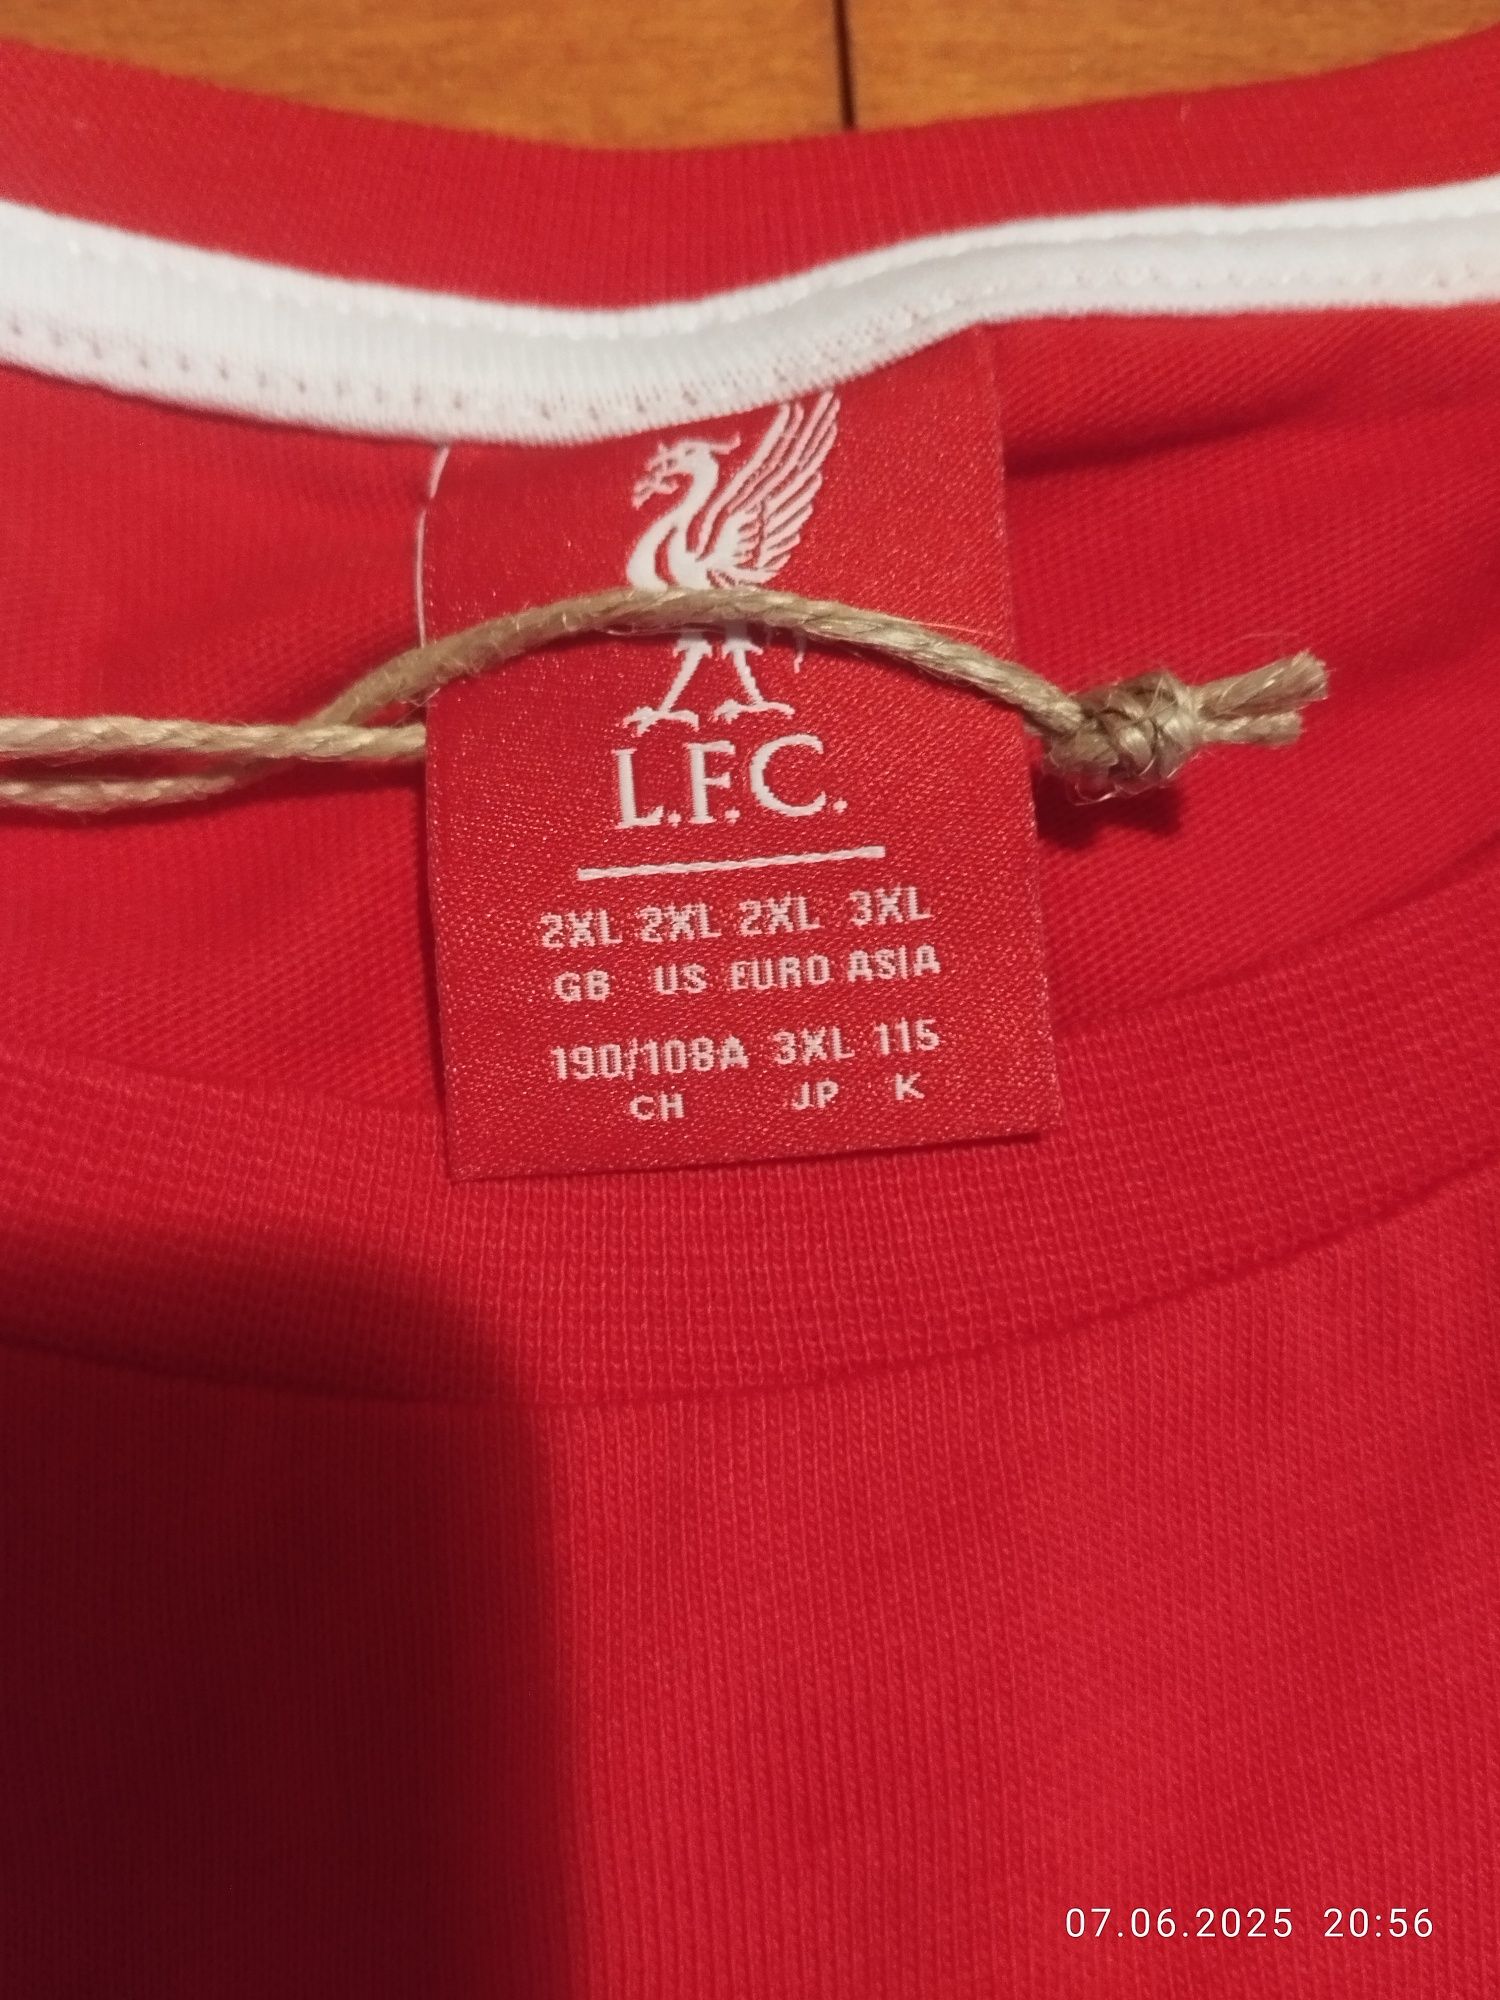 L.F.C.
2XL 2XL 2XL 3XL
GB US EURO ASIA
190/108A 3XL 115
CH JP K
07.06.2025 20:56